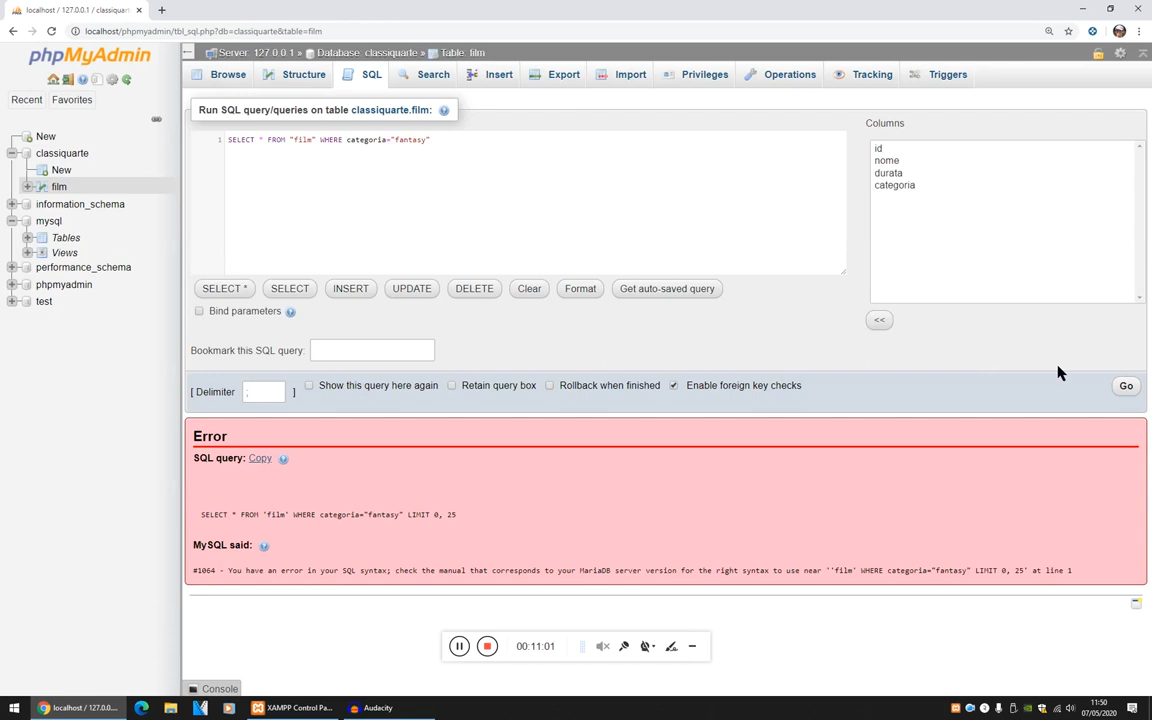 localhost / 127.0.0.1 / classiqua
localhost/phpmyadmin/tbl_sql.php?db=classiquarte&table=film
phpMyAdmin
Recent
Favorites
New
classiquarte
New
film
information_schema
mysql
Tables
Views
performance_schema
phpmyadmin
test
Server: 127.0.0.1 » Database: classiquarte » Table: film
Browse
Structure
SQL
Search
Insert
Export
Import
Privileges
Operations
Tracking
Triggers
Run SQL query/queries on table classiquarte.film:
1 SELECT * FROM "film" WHERE categoria="fantasy"
Columns
id
nome
durata
categoria
SELECT *
SELECT
INSERT
UPDATE
DELETE
Clear
Format
Get auto-saved query
<<
Bind parameters
Bookmark this SQL query:
[ Delimiter ; ]
Show this query here again
Retain query box
Rollback when finished
Enable foreign key checks
Go
Error
SQL query: Copy
SELECT * FROM 'film' WHERE categoria="fantasy" LIMIT 0, 25
MySQL said:
#1064 - You have an error in your SQL syntax; check the manual that corresponds to your MariaDB server version for the right syntax to use near ''film' WHERE categoria="fantasy" LIMIT 0, 25' at line 1
00:11:01
Console
localhost / 127.0.0...
XAMPP Control Pa...
Audacity
11:50
07/05/2020